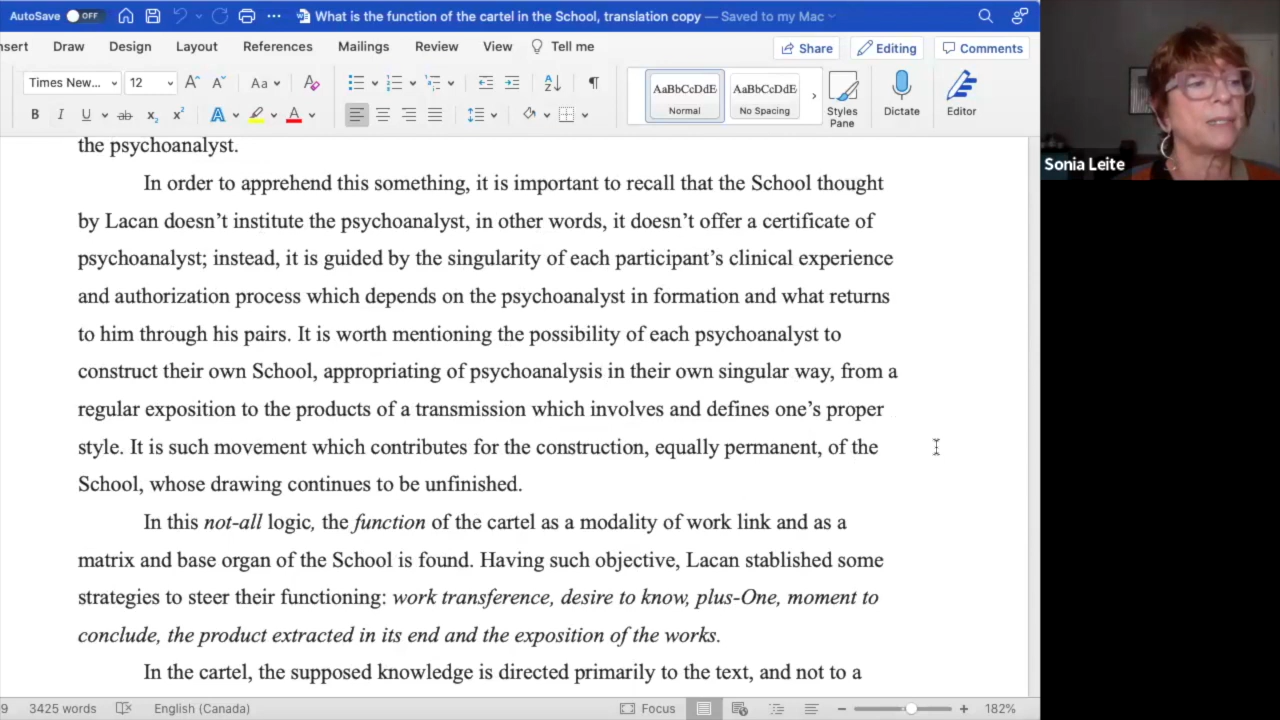 AutoSave OFF What is the function of the cartel in the School, translation copy — Saved to my Mac
nsert Draw Design Layout References Mailings Review View Tell me Share Editing Comments
Times New... 12 Aa AaBbCcDdE AaBbCcDdE
Normal No Spacing Styles Pane Dictate Editor
the psychoanalyst.
In order to apprehend this something, it is important to recall that the School thought
by Lacan doesn’t institute the psychoanalyst, in other words, it doesn’t offer a certificate of
psychoanalyst; instead, it is guided by the singularity of each participant’s clinical experience
and authorization process which depends on the psychoanalyst in formation and what returns
to him through his pairs. It is worth mentioning the possibility of each psychoanalyst to
construct their own School, appropriating of psychoanalysis in their own singular way, from a
regular exposition to the products of a transmission which involves and defines one’s proper
style. It is such movement which contributes for the construction, equally permanent, of the
School, whose drawing continues to be unfinished.
In this not-all logic, the function of the cartel as a modality of work link and as a
matrix and base organ of the School is found. Having such objective, Lacan stablished some
strategies to steer their functioning: work transference, desire to know, plus-One, moment to
conclude, the product extracted in its end and the exposition of the works.
In the cartel, the supposed knowledge is directed primarily to the text, and not to a
9 3425 words English (Canada) Focus 182%
Sonia Leite